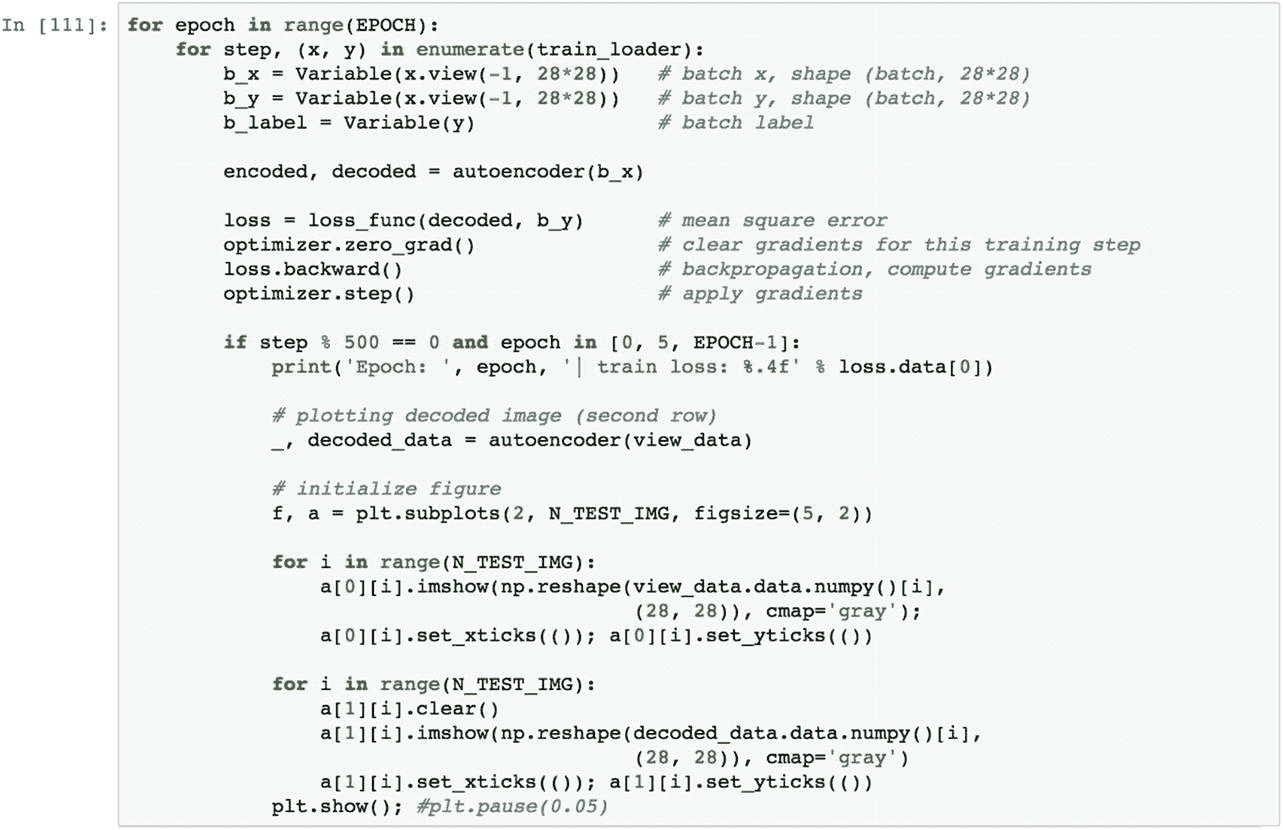 In [111]: for epoch in range(EPOCH):
    for step, (x, y) in enumerate(train_loader):
        b_x = Variable(x.view(-1, 28*28))   # batch x, shape (batch, 28*28)
        b_y = Variable(x.view(-1, 28*28))   # batch y, shape (batch, 28*28)
        b_label = Variable(y)               # batch label

        encoded, decoded = autoencoder(b_x)

        loss = loss_func(decoded, b_y)      # mean square error
        optimizer.zero_grad()               # clear gradients for this training step
        loss.backward()                     # backpropagation, compute gradients
        optimizer.step()                    # apply gradients

        if step % 500 == 0 and epoch in [0, 5, EPOCH-1]:
            print('Epoch: ', epoch, '| train loss: %.4f' % loss.data[0])

            # plotting decoded image (second row)
            _, decoded_data = autoencoder(view_data)

            # initialize figure
            f, a = plt.subplots(2, N_TEST_IMG, figsize=(5, 2))

            for i in range(N_TEST_IMG):
                a[0][i].imshow(np.reshape(view_data.data.numpy()[i],
                                          (28, 28)), cmap='gray');
                a[0][i].set_xticks(()); a[0][i].set_yticks(())

            for i in range(N_TEST_IMG):
                a[1][i].clear()
                a[1][i].imshow(np.reshape(decoded_data.data.numpy()[i],
                                          (28, 28)), cmap='gray')
                a[1][i].set_xticks(()); a[1][i].set_yticks(())
            plt.show(); #plt.pause(0.05)